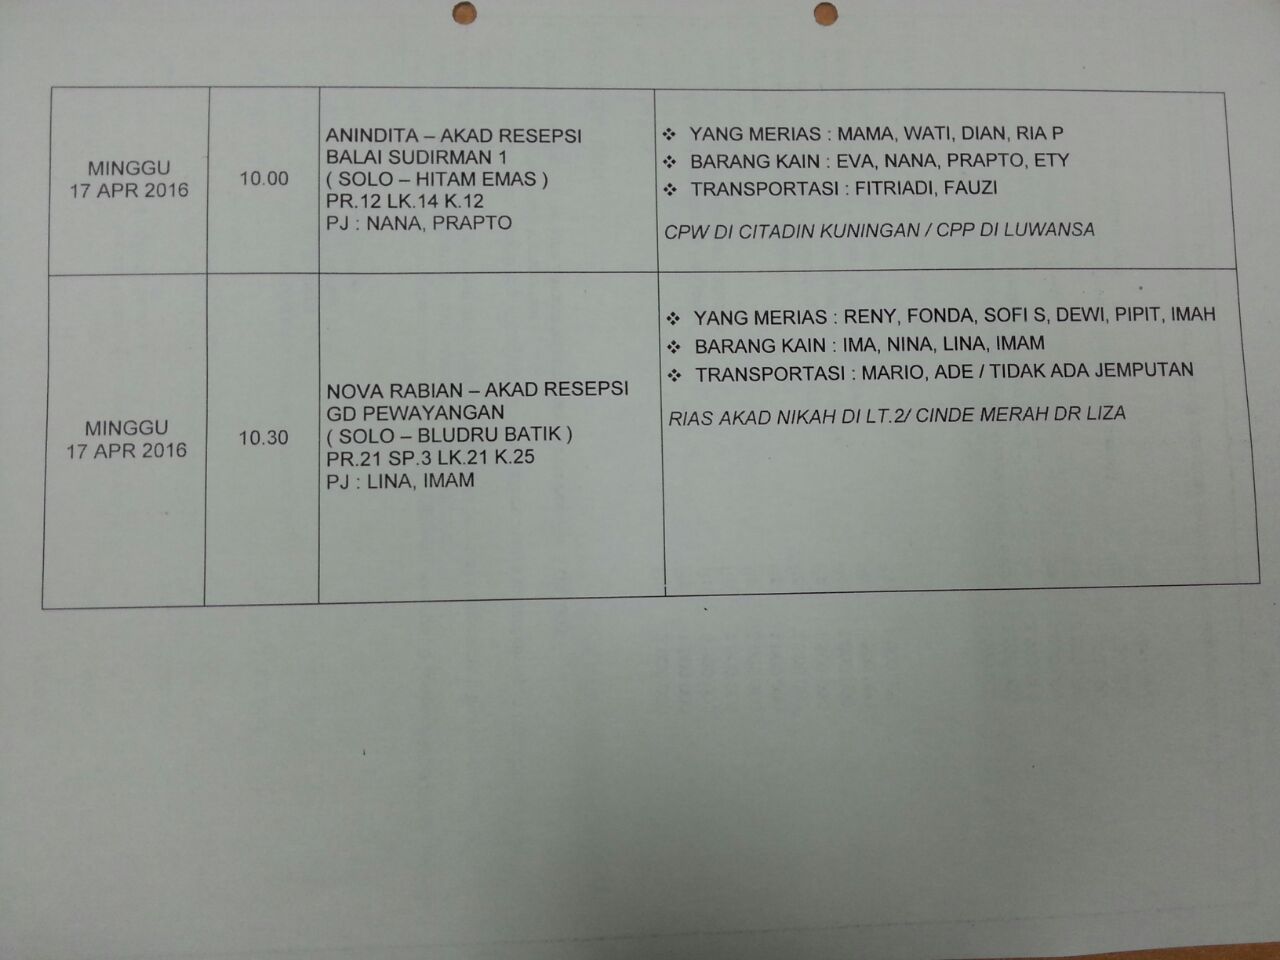 MINGGU
17 APR 2016
10.00
ANINDITA – AKAD RESEPSI
BALAI SUDIRMAN 1
( SOLO – HITAM EMAS )
PR.12 LK.14 K.12
PJ : NANA, PRAPTO
❖ YANG MERIAS : MAMA, WATI, DIAN, RIA P
❖ BARANG KAIN : EVA, NANA, PRAPTO, ETY
❖ TRANSPORTASI : FITRIADI, FAUZI
CPW DI CITADIN KUNINGAN / CPP DI LUWANSA
MINGGU
17 APR 2016
10.30
NOVA RABIAN – AKAD RESEPSI
GD PEWAYANGAN
( SOLO – BLUDRU BATIK )
PR.21 SP.3 LK.21 K.25
PJ : LINA, IMAM
❖ YANG MERIAS : RENY, FONDA, SOFI S, DEWI, PIPIT, IMAH
❖ BARANG KAIN : IMA, NINA, LINA, IMAM
❖ TRANSPORTASI : MARIO, ADE / TIDAK ADA JEMPUTAN
RIAS AKAD NIKAH DI LT.2/ CINDE MERAH DR LIZA